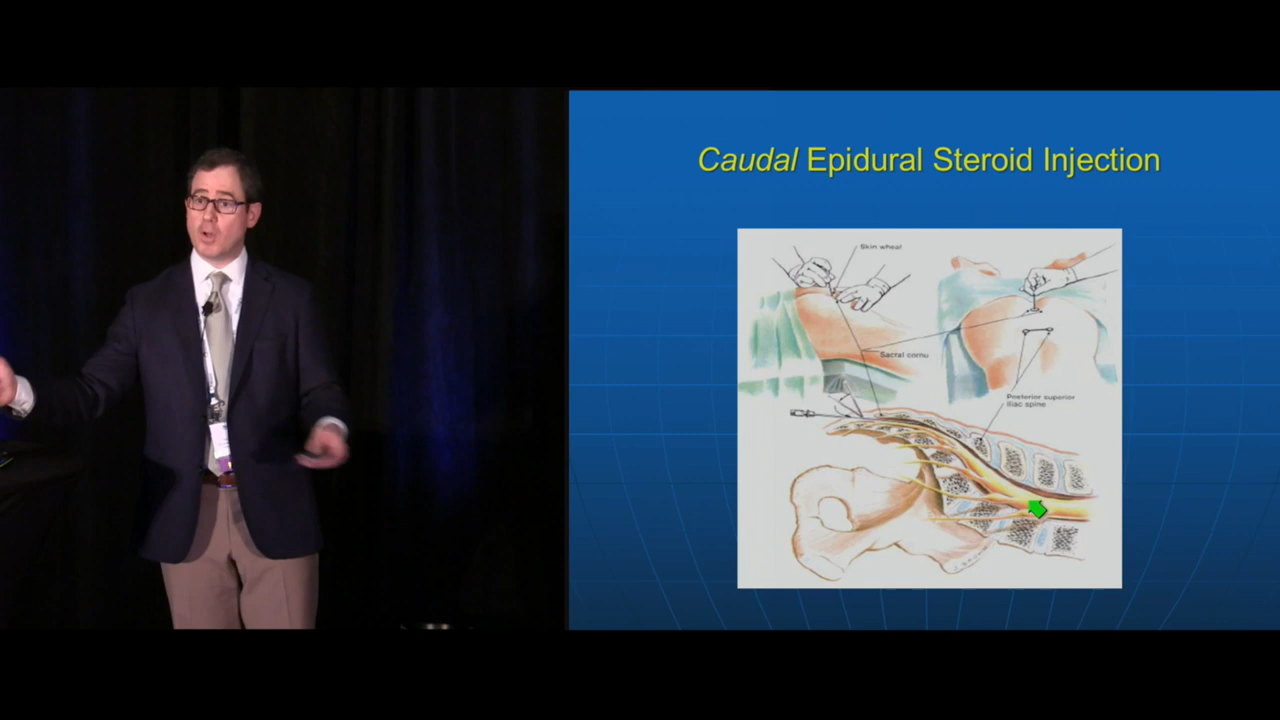 Caudal Epidural Steroid Injection
Skin wheal
Sacral cornu
Posterior superior
iliac spine